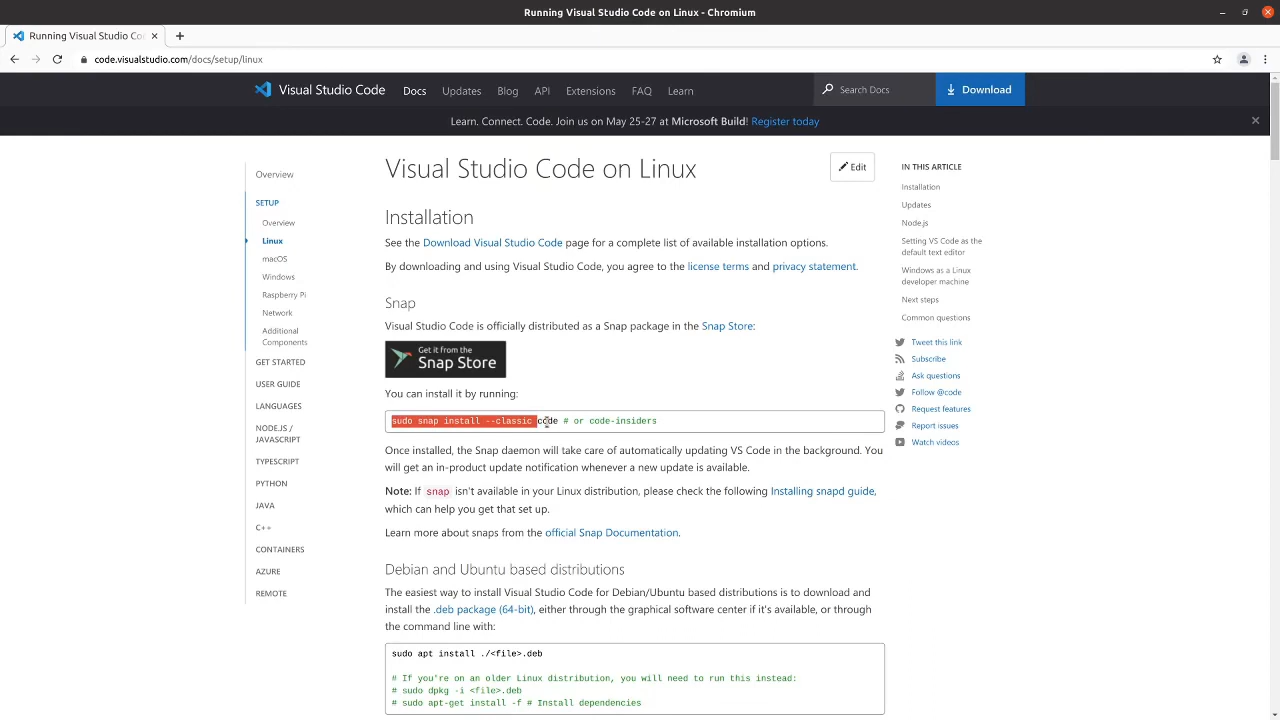 Running Visual Studio Code on Linux - Chromium
Running Visual Studio Co
code.visualstudio.com/docs/setup/linux
Visual Studio Code Docs Updates Blog API Extensions FAQ Learn Search Docs Download
Learn. Connect. Code. Join us on May 25-27 at Microsoft Build! Register today
Overview
SETUP
Overview
Linux
macOS
Windows
Raspberry Pi
Network
Additional
Components
GET STARTED
USER GUIDE
LANGUAGES
NODE.JS /
JAVASCRIPT
TYPESCRIPT
PYTHON
JAVA
C++
CONTAINERS
AZURE
REMOTE
Visual Studio Code on Linux
Edit
Installation
See the Download Visual Studio Code page for a complete list of available installation options.
By downloading and using Visual Studio Code, you agree to the license terms and privacy statement.
Snap
Visual Studio Code is officially distributed as a Snap package in the Snap Store:
Get it from the
Snap Store
You can install it by running:
sudo snap install --classic code # or code-insiders
Once installed, the Snap daemon will take care of automatically updating VS Code in the background. You
will get an in-product update notification whenever a new update is available.
Note: If snap isn't available in your Linux distribution, please check the following Installing snapd guide,
which can help you get that set up.
Learn more about snaps from the official Snap Documentation.
Debian and Ubuntu based distributions
The easiest way to install Visual Studio Code for Debian/Ubuntu based distributions is to download and
install the .deb package (64-bit), either through the graphical software center if it's available, or through
the command line with:
sudo apt install ./<file>.deb
# If you're on an older Linux distribution, you will need to run this instead:
# sudo dpkg -i <file>.deb
# sudo apt-get install -f # Install dependencies
IN THIS ARTICLE
Installation
Updates
Node.js
Setting VS Code as the
default text editor
Windows as a Linux
developer machine
Next steps
Common questions
Tweet this link
Subscribe
Ask questions
Follow @code
Request features
Report issues
Watch videos